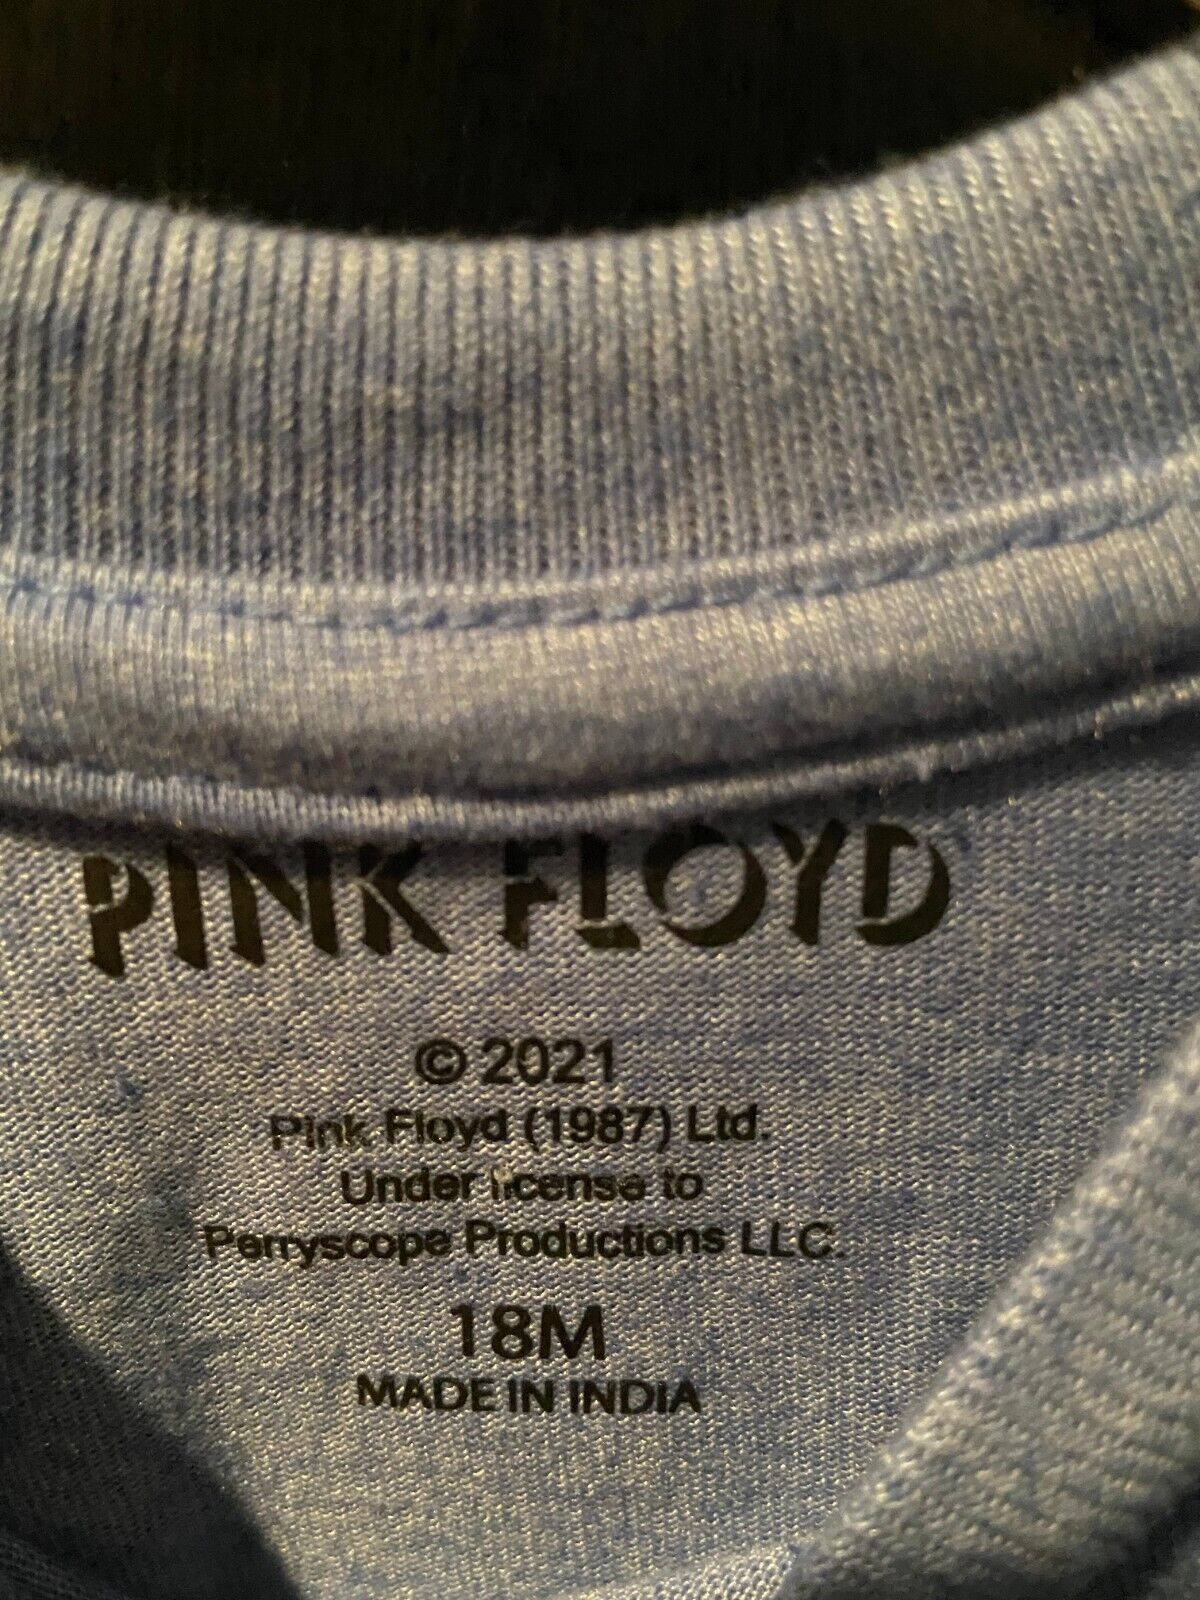 PINK FLOYD
© 2021
Pink Floyd (1987) Ltd.
Under license to
Perryscope Productions LLC.
18M
MADE IN INDIA